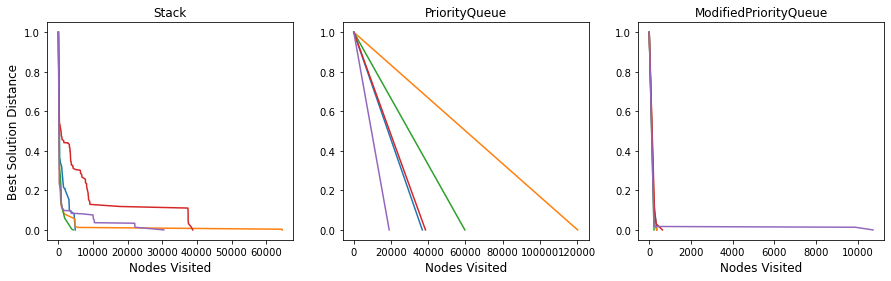 Stack
PriorityQueue
ModifiedPriorityQueue
Best Solution Distance
1.0
0.8
0.6
0.4
0.2
0.0
0 10000 20000 30000 40000 50000 60000
Nodes Visited
1.0
0.8
0.6
0.4
0.2
0.0
0 20000 40000 60000 80000 100000 120000
Nodes Visited
1.0
0.8
0.6
0.4
0.2
0.0
0 2000 4000 6000 8000 10000
Nodes Visited